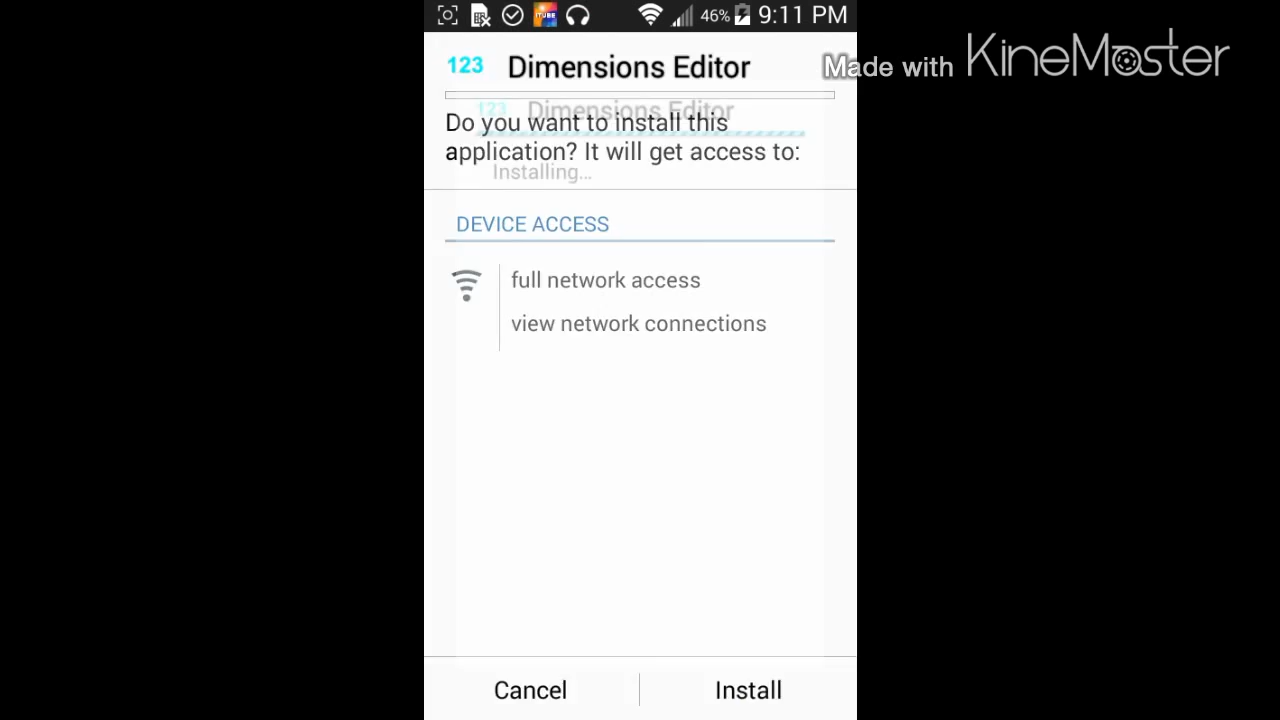 46% 9:11 PM
123 Dimensions Editor
Made with KINEMASTER
123 Dimensions Editor
Do you want to install this
application? It will get access to:
Installing...
DEVICE ACCESS
full network access
view network connections
Cancel
Install